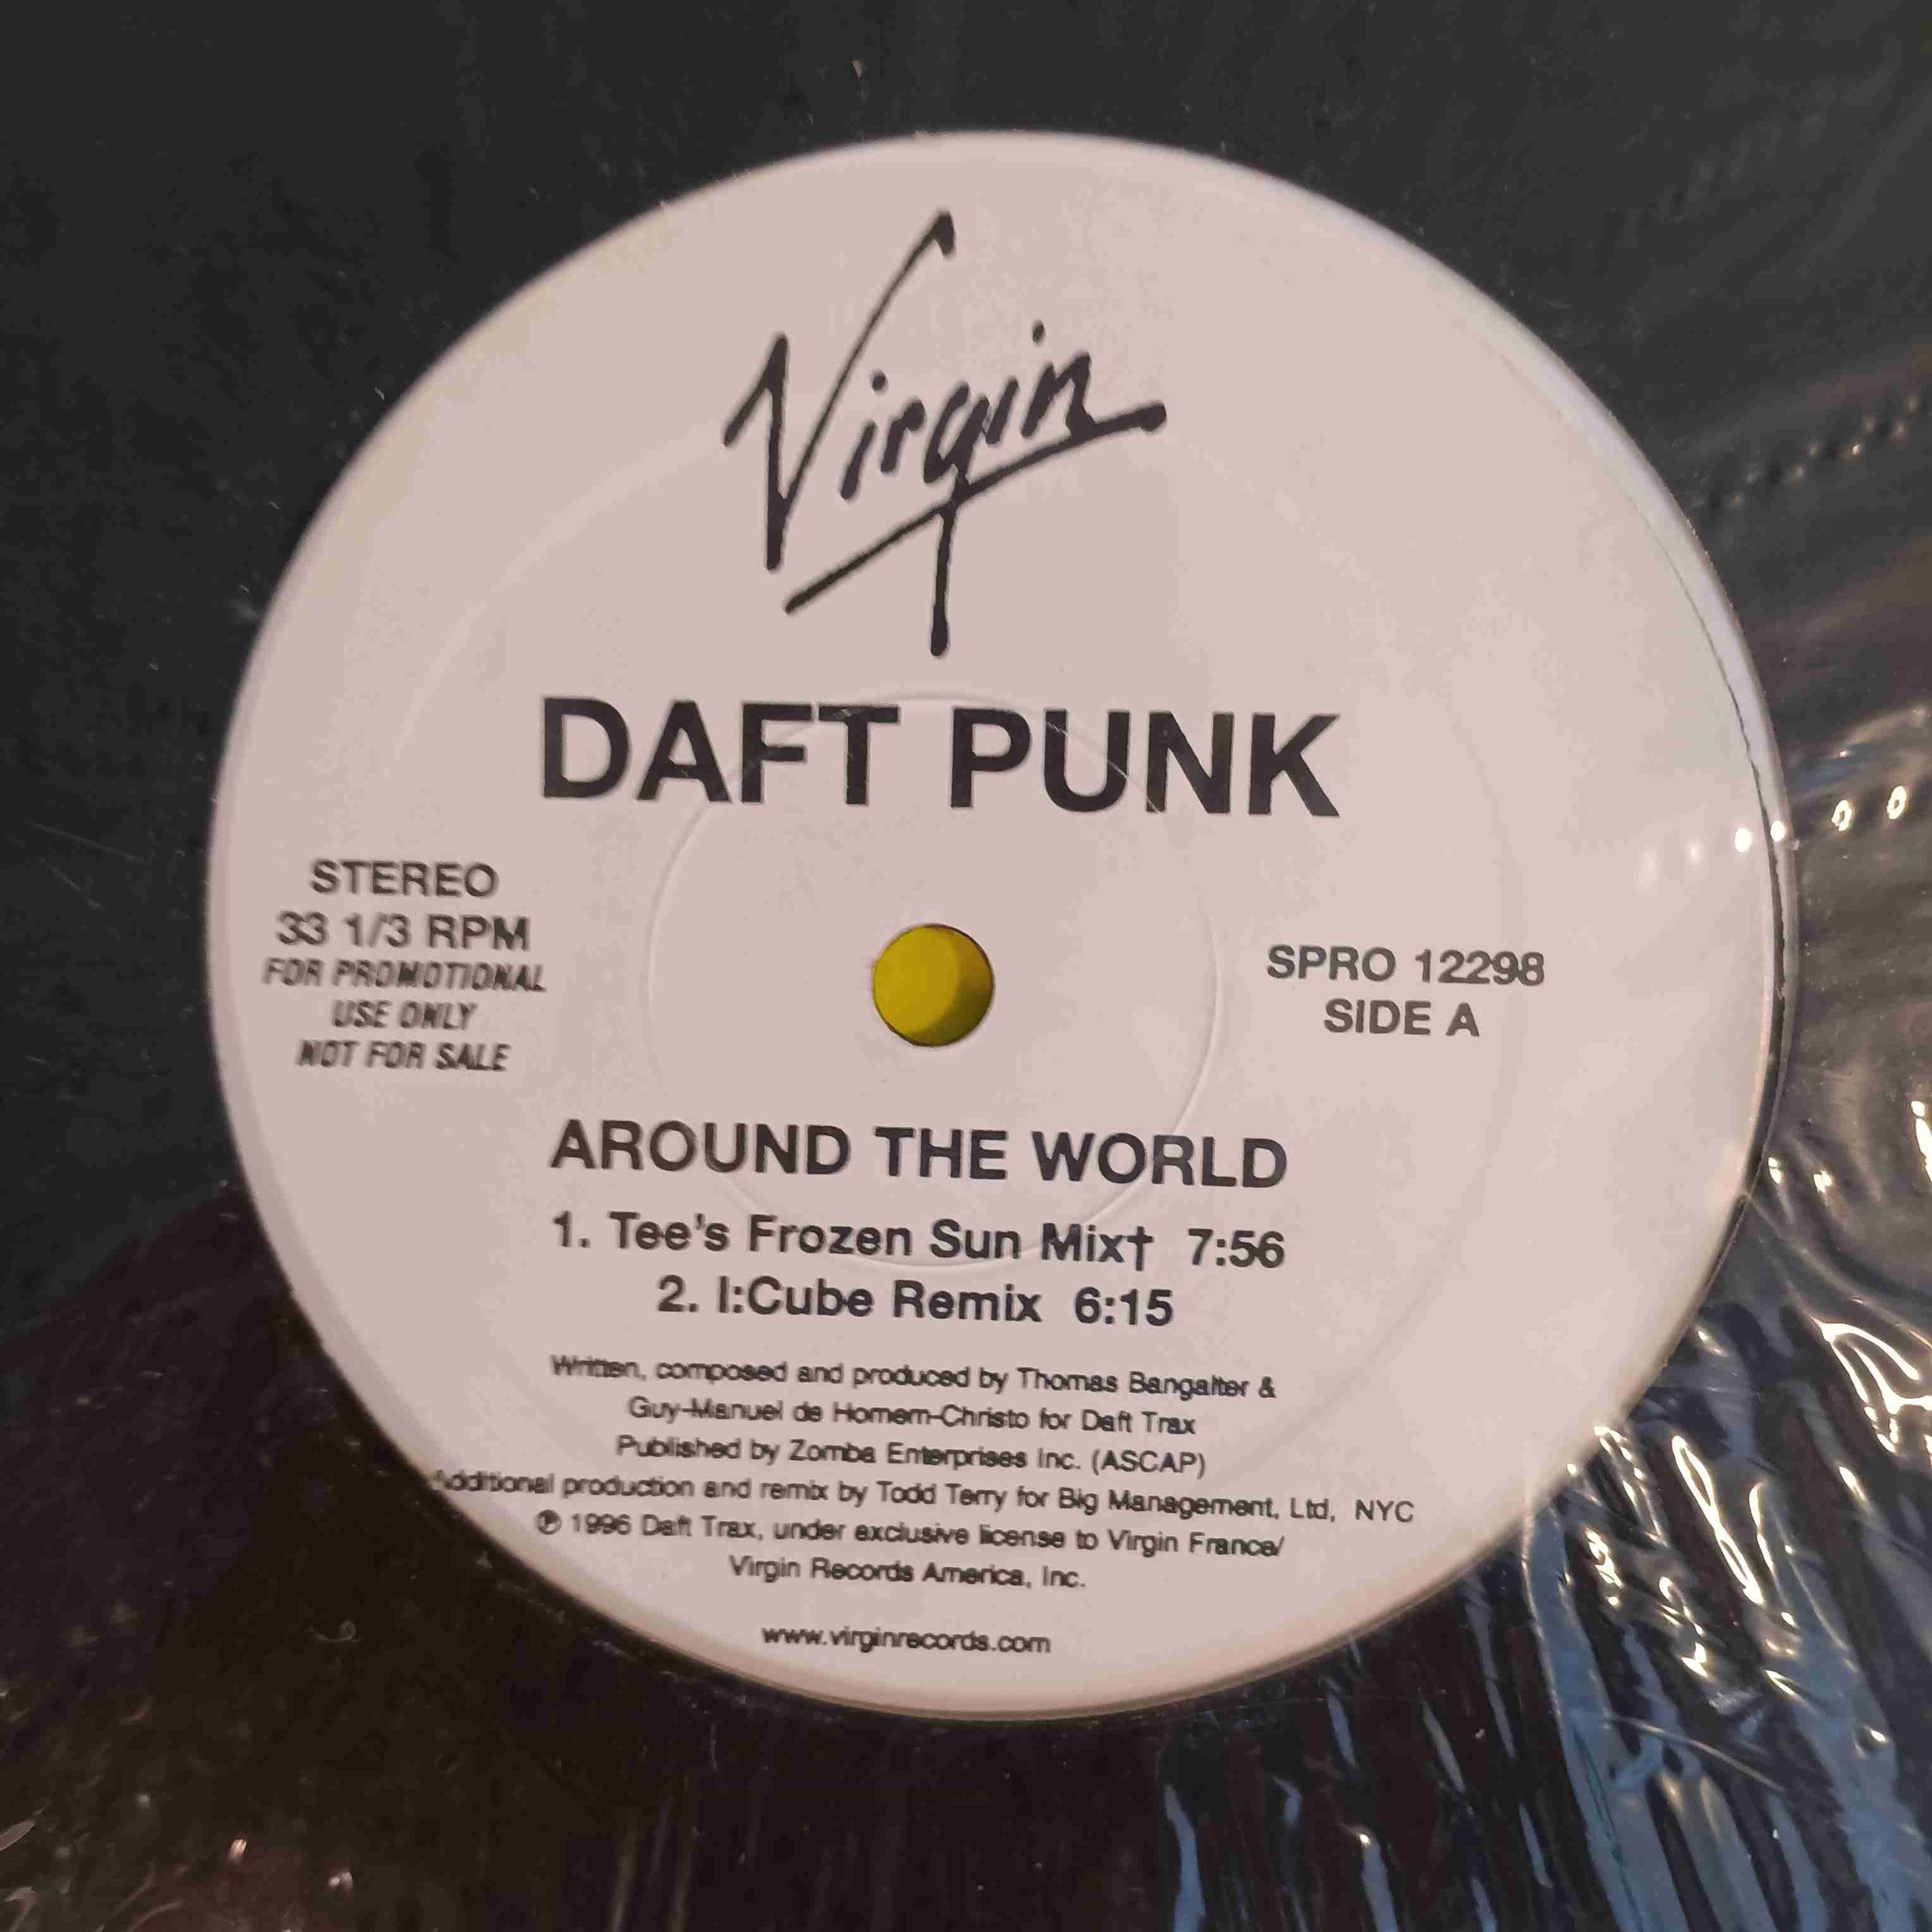 Virgin
DAFT PUNK
STEREO
33 1/3 RPM
FOR PROMOTIONAL
USE ONLY
NOT FOR SALE
SPRO 12298
SIDE A
AROUND THE WORLD
1. Tee's Frozen Sun Mix† 7:56
2. I:Cube Remix 6:15
Written, composed and produced by Thomas Bangalter &
Guy-Manuel de Homem-Christo for Daft Trax
Published by Zomba Enterprises Inc. (ASCAP)
Additional production and remix by Todd Terry for Big Management, Ltd, NYC
℗ 1996 Daft Trax, under exclusive license to Virgin France/
Virgin Records America, Inc.
www.virginrecords.com